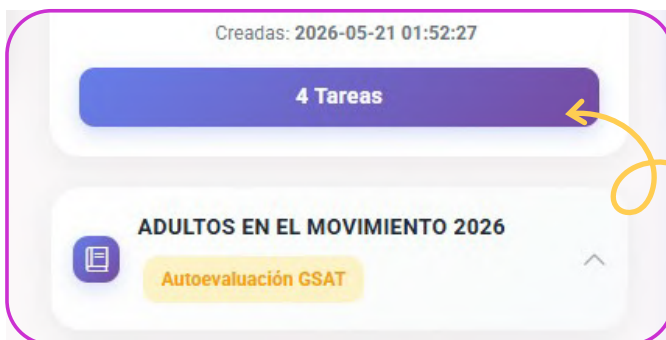 Creadas: 2026-05-21 01:52:27
4 Tareas
ADULTOS EN EL MOVIMIENTO 2026
Autoevaluación GSAT